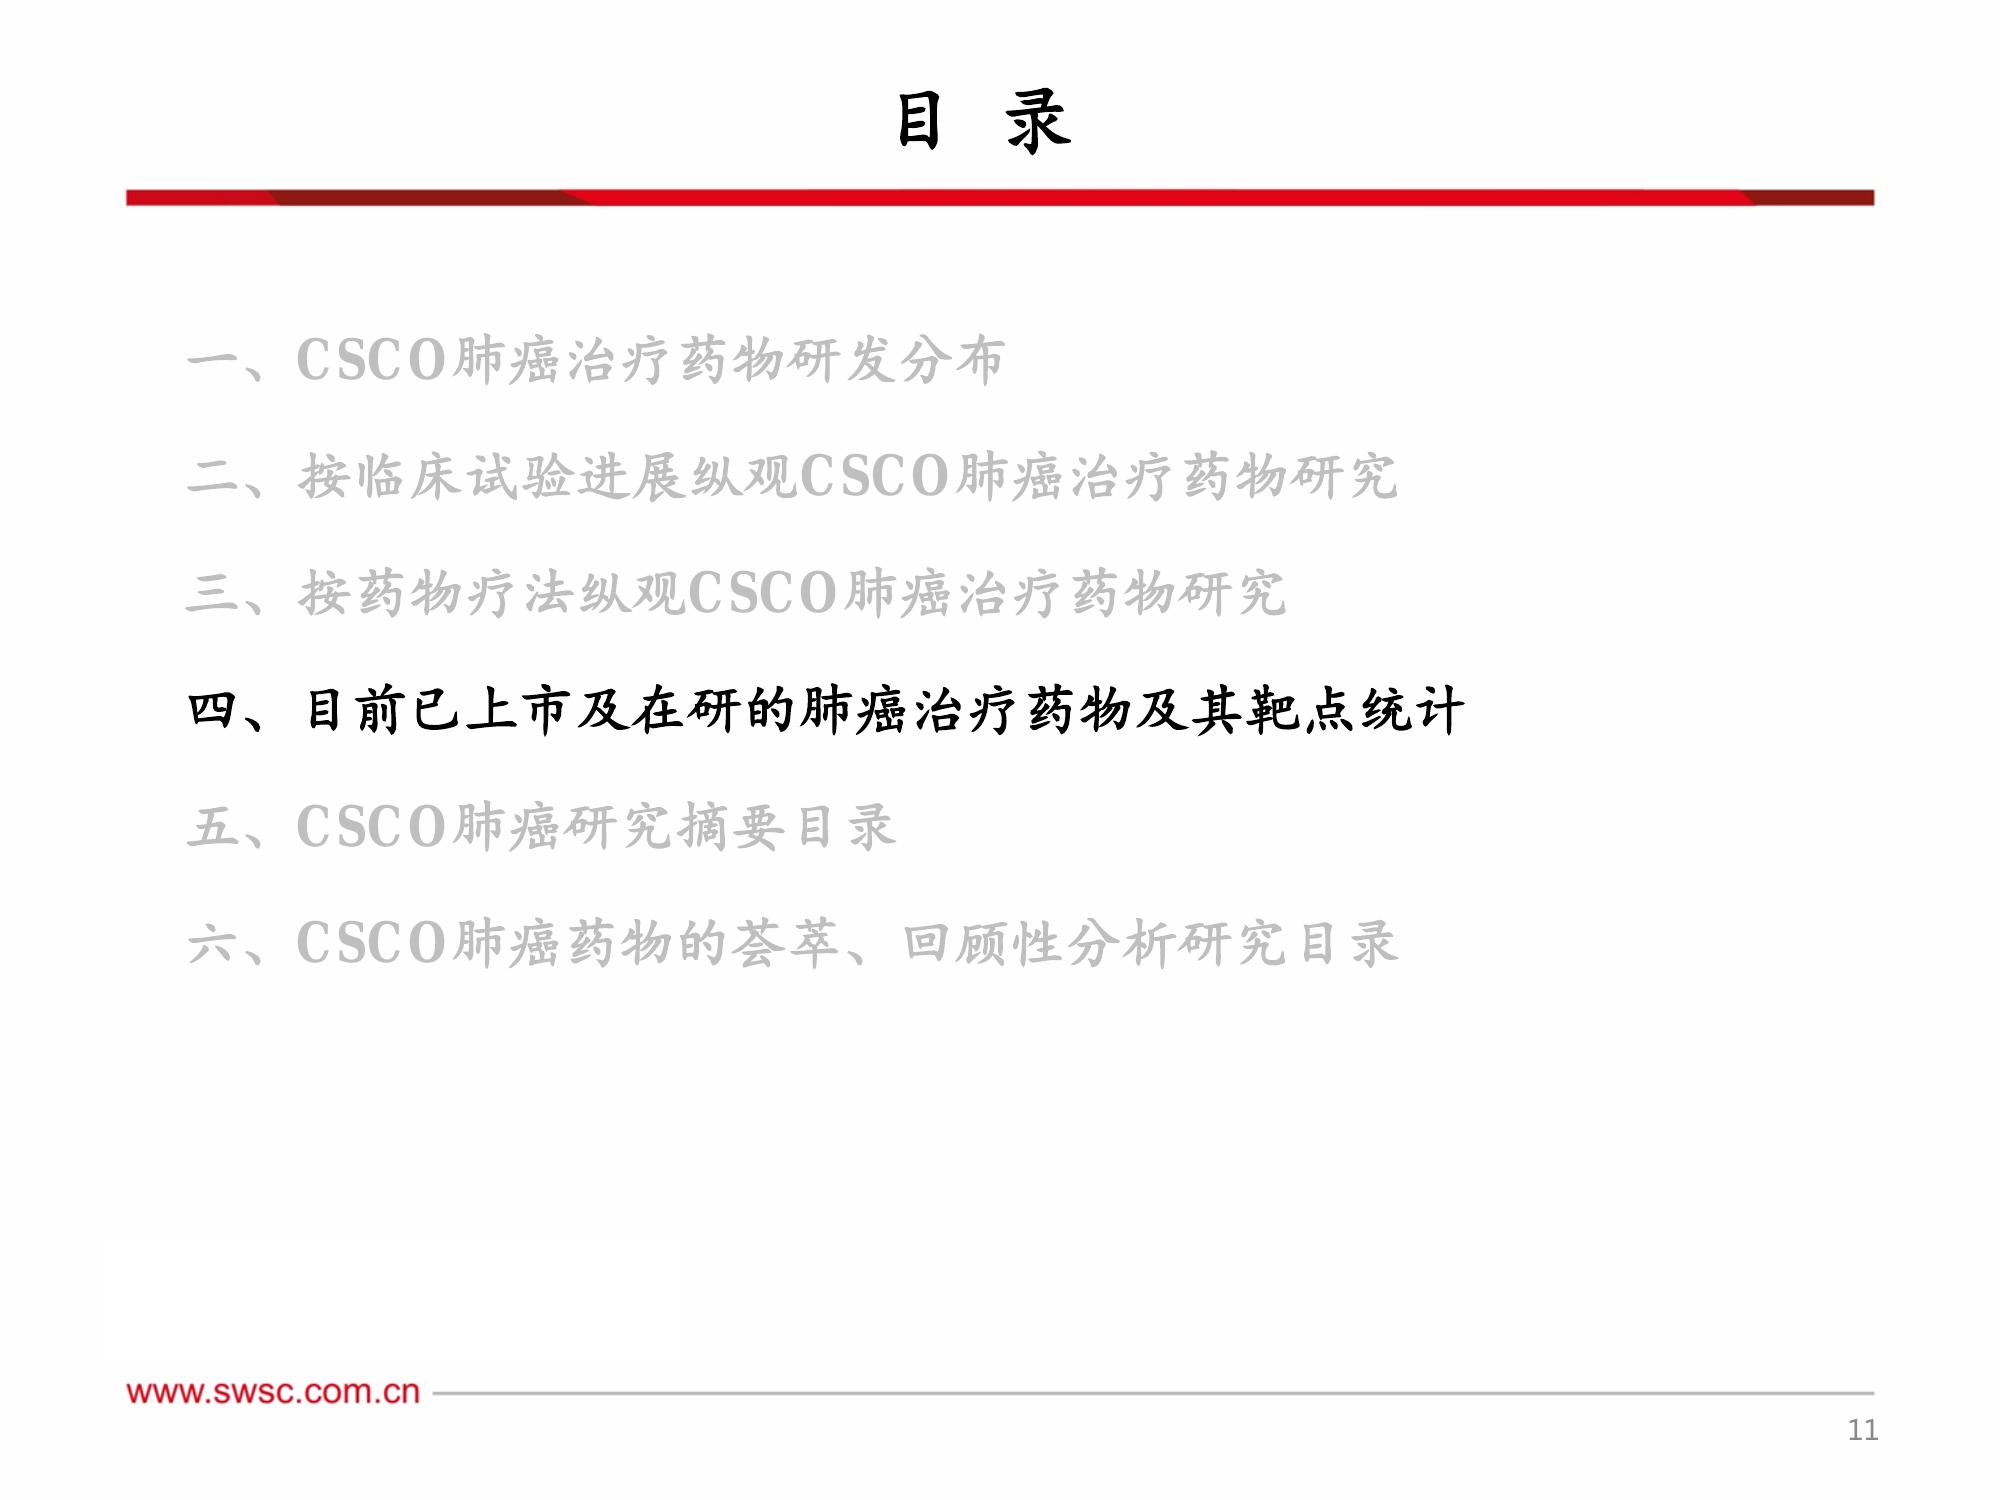 目 录
一、CSCO肺癌治疗药物研发分布
二、按临床试验进展纵观CSCO肺癌治疗药物研究
三、按药物疗法纵观CSCO肺癌治疗药物研究
四、目前已上市及在研的肺癌治疗药物及其靶点统计
五、CSCO肺癌研究摘要目录
六、CSCO肺癌药物的荟萃、回顾性分析研究目录
www.swsc.com.cn
11